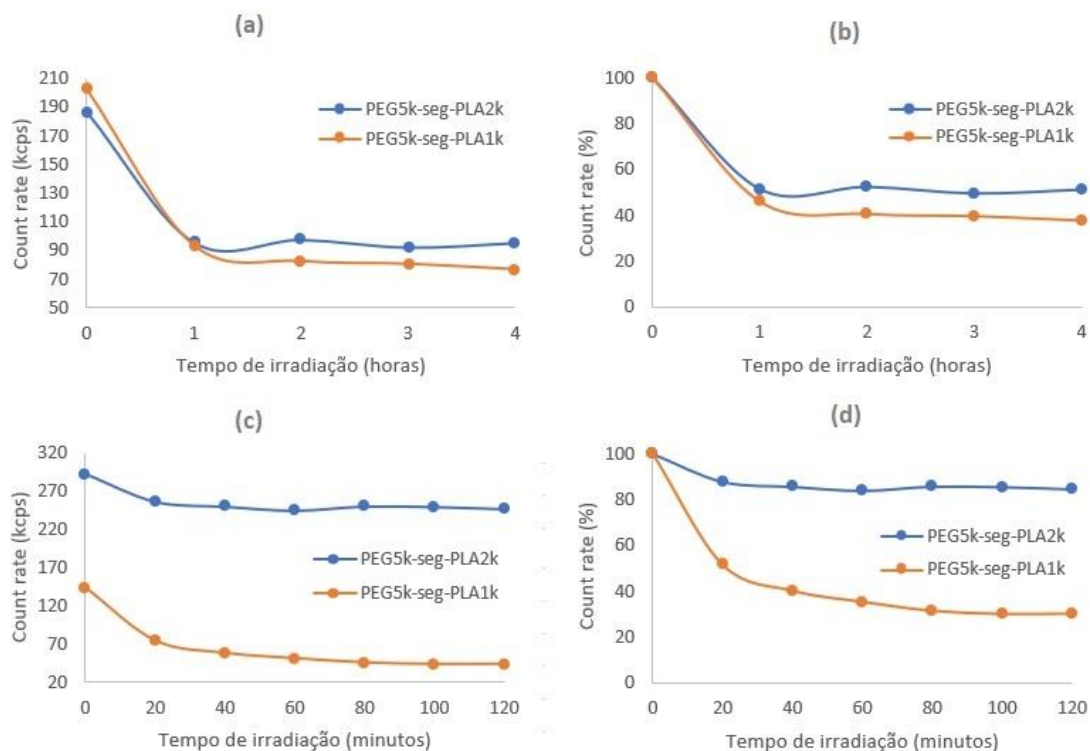 (a)
Count rate (kcps)
210
190
170
150
130
110
90
70
50
0 1 2 3 4
Tempo de irradiação (horas)
PEG5k-seg-PLA2k
PEG5k-seg-PLA1k
(b)
Count rate (%)
100
80
60
40
20
0
0 1 2 3 4
Tempo de irradiação (horas)
PEG5k-seg-PLA2k
PEG5k-seg-PLA1k
(c)
Count rate (kcps)
320
270
220
170
120
70
20
0 20 40 60 80 100 120
Tempo de irradiação (minutos)
PEG5k-seg-PLA2k
PEG5k-seg-PLA1k
(d)
Count rate (%)
100
80
60
40
20
0
0 20 40 60 80 100 120
Tempo de irradiação (minutos)
PEG5k-seg-PLA2k
PEG5k-seg-PLA1k